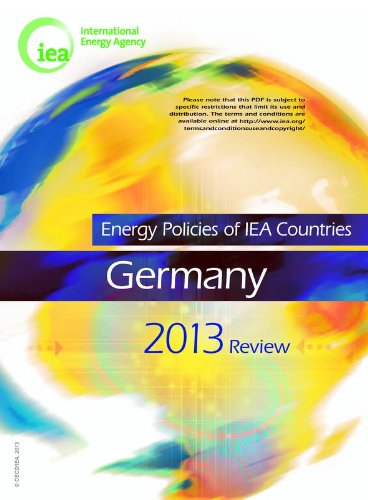 iea
International
Energy Agency
Please note that this PDF is subject to
specific restrictions that limit its use and
distribution. The terms and conditions are
available online at http://www.iea.org/
termsandconditionsuseandcopyright/
Energy Policies of IEA Countries
Germany
2013 Review
© OECD/IEA, 2013